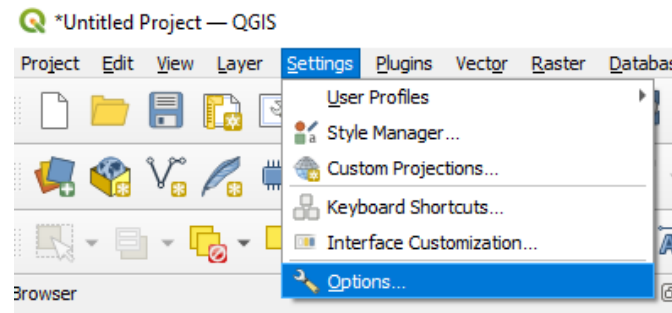 *Untitled Project — QGIS
Project Edit View Layer Settings Plugins Vector Raster
User Profiles
Style Manager...
a
Custom Projections...
Keyboard Shortcuts...
Interface Customization...
Options...